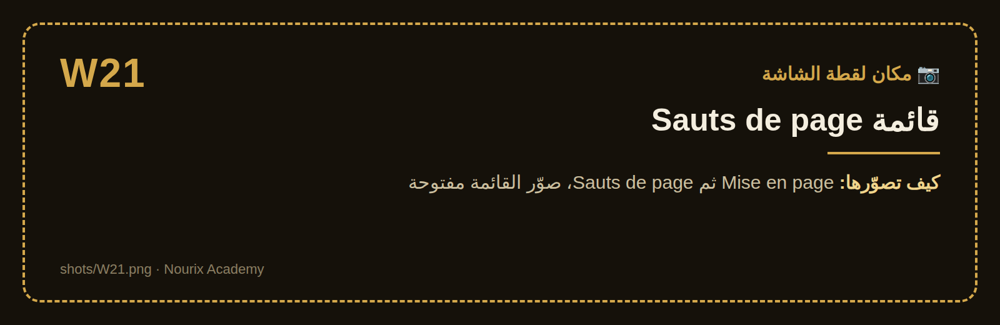 W21
📷 مكان لقطة الشاشة
قائمة Sauts de page
كيف تصوّرها: Mise en page ثم Sauts de page، صوّر القائمة مفتوحة
shots/W21.png · Nourix Academy